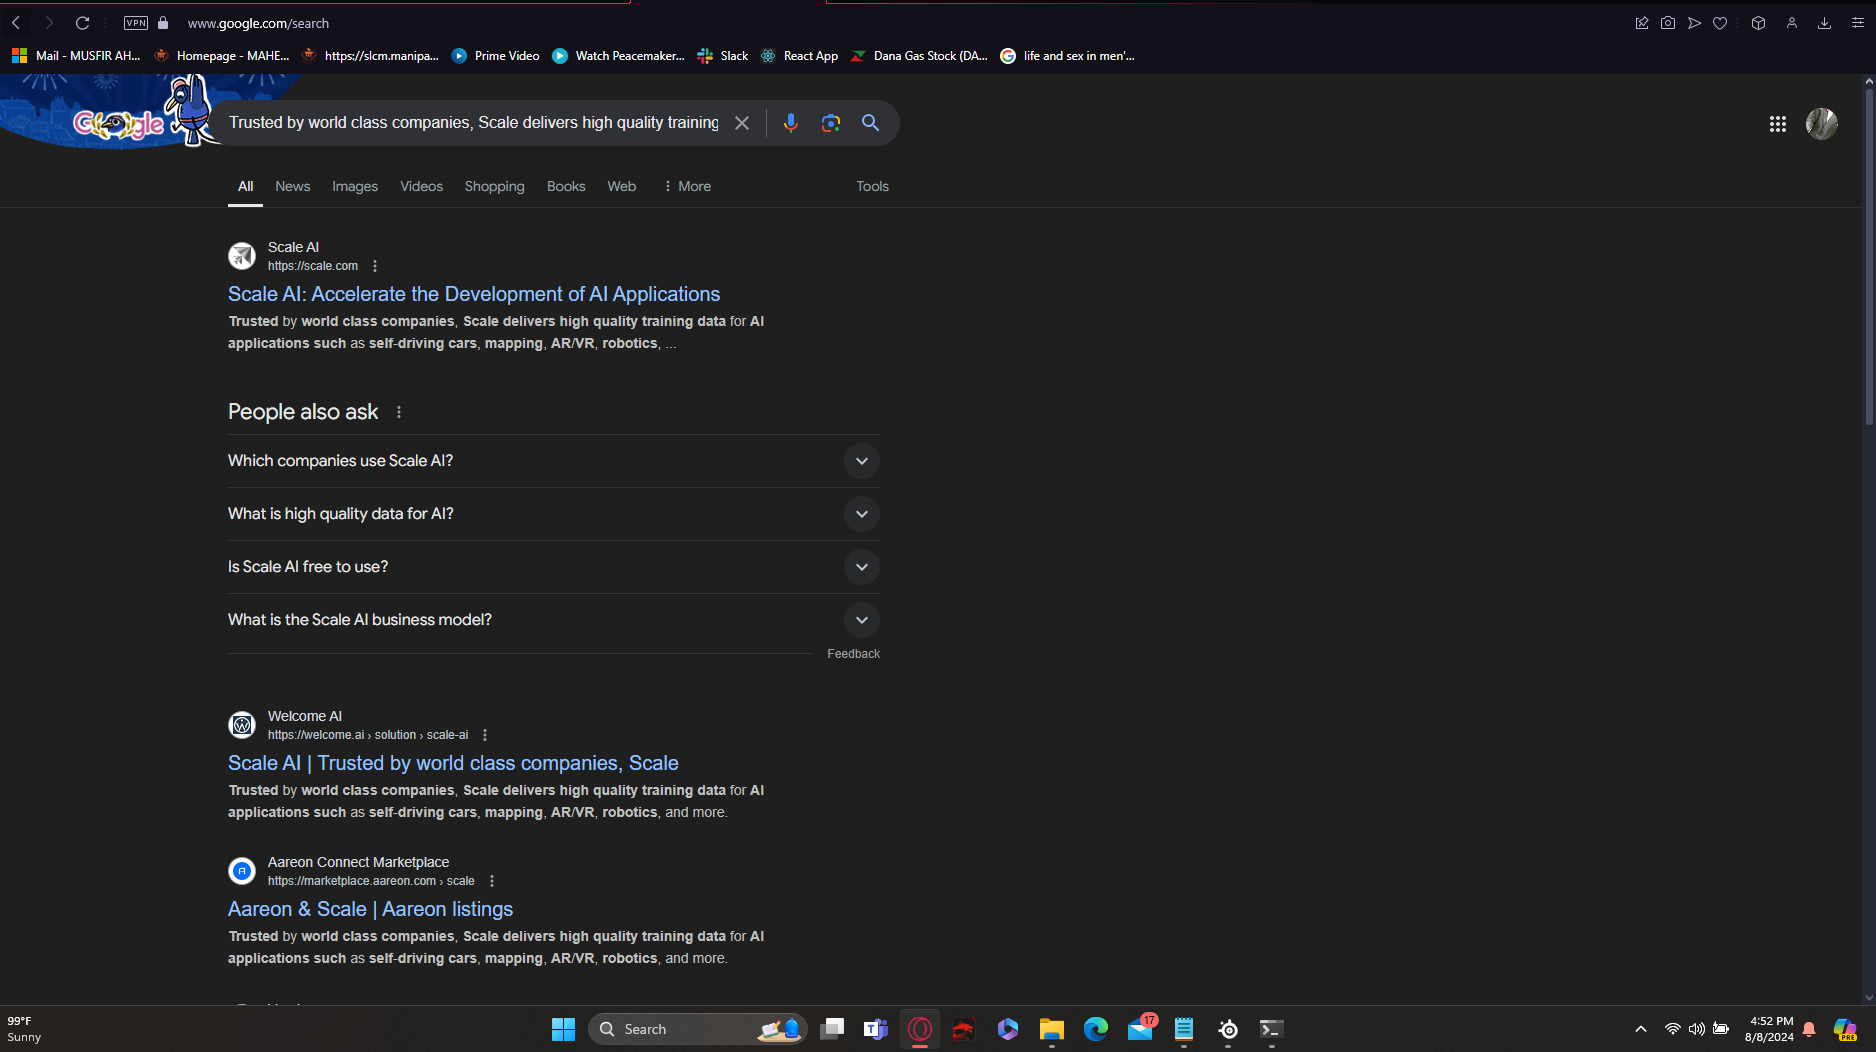 VPN
www.google.com/search
Mail - MUSFIR AH...
Homepage - MAHE...
https://slcm.manipa...
Prime Video
Watch Peacemaker...
Slack
React App
Dana Gas Stock (DA...
life and sex in men'...
Google
Trusted by world class companies, Scale delivers high quality training
All
News
Images
Videos
Shopping
Books
Web
More
Tools
Scale AI
https://scale.com
Scale AI: Accelerate the Development of AI Applications
Trusted by world class companies, Scale delivers high quality training data for AI
applications such as self-driving cars, mapping, AR/VR, robotics, ...
People also ask
Which companies use Scale AI?
What is high quality data for AI?
Is Scale AI free to use?
What is the Scale AI business model?
Feedback
Welcome AI
https://welcome.ai › solution › scale-ai
Scale AI | Trusted by world class companies, Scale
Trusted by world class companies, Scale delivers high quality training data for AI
applications such as self-driving cars, mapping, AR/VR, robotics, and more.
Aareon Connect Marketplace
https://marketplace.aareon.com › scale
Aareon & Scale | Aareon listings
Trusted by world class companies, Scale delivers high quality training data for AI
applications such as self-driving cars, mapping, AR/VR, robotics, and more.
99°F
Sunny
Search
17
4:52 PM
8/8/2024
PRE